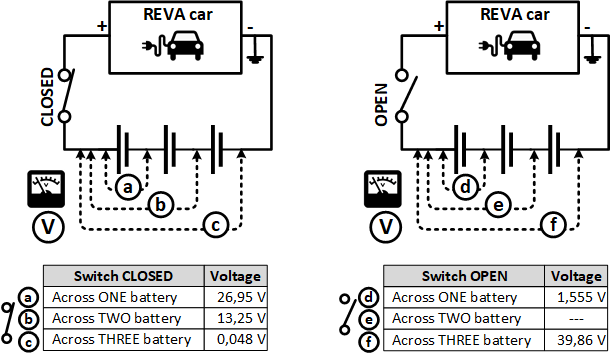 REVA car
+ -
CLOSED
a
b
c
V
Switch CLOSED Voltage
a Across ONE battery 26,95 V
b Across TWO battery 13,25 V
c Across THREE battery 0,048 V
REVA car
+ -
OPEN
d
e
f
V
Switch OPEN Voltage
d Across ONE battery 1,555 V
e Across TWO battery ---
f Across THREE battery 39,86 V